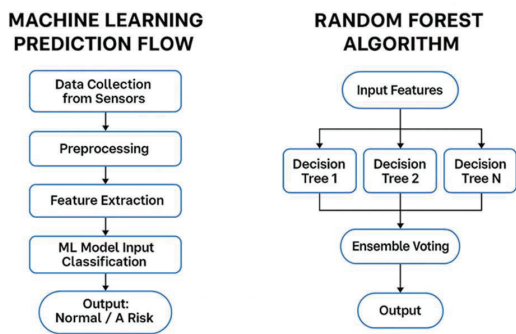 MACHINE LEARNING
PREDICTION FLOW
Data Collection
from Sensors
Preprocessing
Feature Extraction
ML Model Input
Classification
Output:
Normal / A Risk
RANDOM FOREST
ALGORITHM
Input Features
Decision
Tree 1
Decision
Tree 2
Decision
Tree N
Ensemble Voting
Output